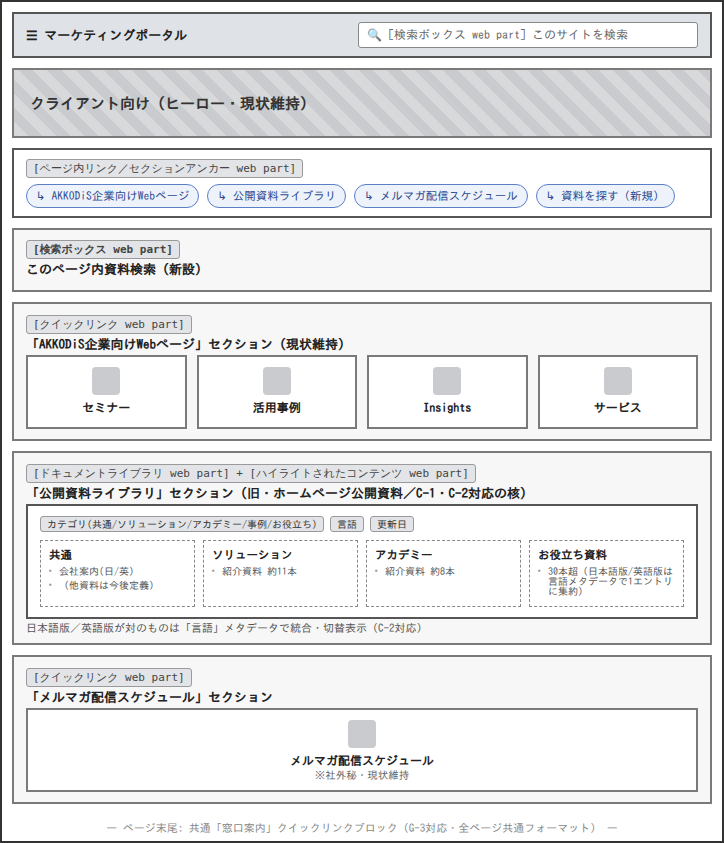 ☰ マーケティングポータル
🔍 [検索ボックス web part] このサイトを検索
クライアント向け（ヒーロー・現状維持）
[ページ内リンク／セクションアンカー web part]
↳ AKKODiS企業向けWebページ
↳ 公開資料ライブラリ
↳ メルマガ配信スケジュール
↳ 資料を探す（新規）
[検索ボックス web part]
このページ内資料検索（新設）
[クイックリンク web part]
「AKKODiS企業向けWebページ」セクション（現状維持）
セミナー
活用事例
Insights
サービス
[ドキュメントライブラリ web part] + [ハイライトされたコンテンツ web part]
「公開資料ライブラリ」セクション（旧・ホームページ公開資料／C-1・C-2対応の核）
カテゴリ(共通/ソリューション/アカデミー/事例/お役立ち)
言語
更新日
共通
・ 会社案内(日/英)
・ （他資料は今後定義）
ソリューション
・ 紹介資料 約11本
アカデミー
・ 紹介資料 約8本
お役立ち資料
・ 30本超（日本語版/英語版は
言語メタデータで1エントリ
に集約）
日本語版／英語版が対のものは「言語」メタデータで統合・切替表示（C-2対応）
[クイックリンク web part]
「メルマガ配信スケジュール」セクション
メルマガ配信スケジュール
※社外秘・現状維持
— ページ末尾: 共通「窓口案内」クイックリンクブロック（G-3対応・全ページ共通フォーマット） —